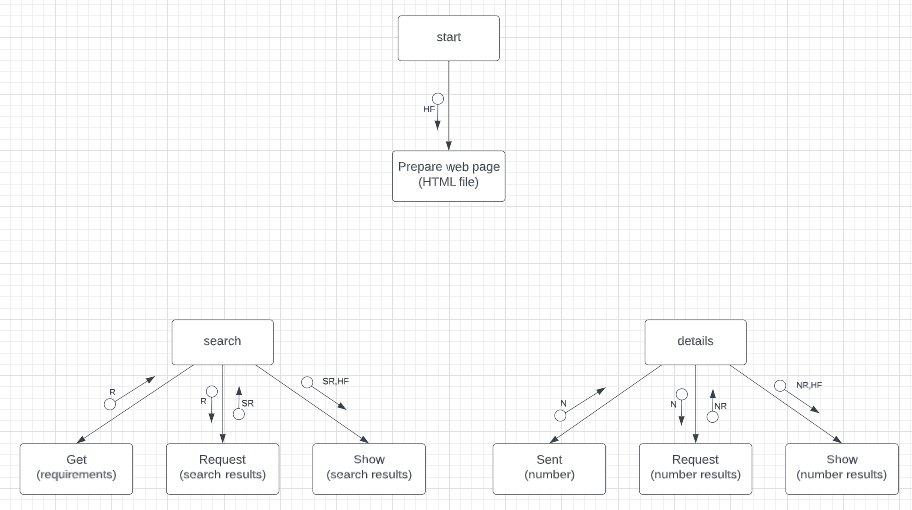 start
HF
Prepare web page
(HTML file)
search
details
R
R
SR
SR,HF
N
N
NR
NR,HF
Get
(requirements)
Request
(search results)
Show
(search results)
Sent
(number)
Request
(number results)
Show
(number results)